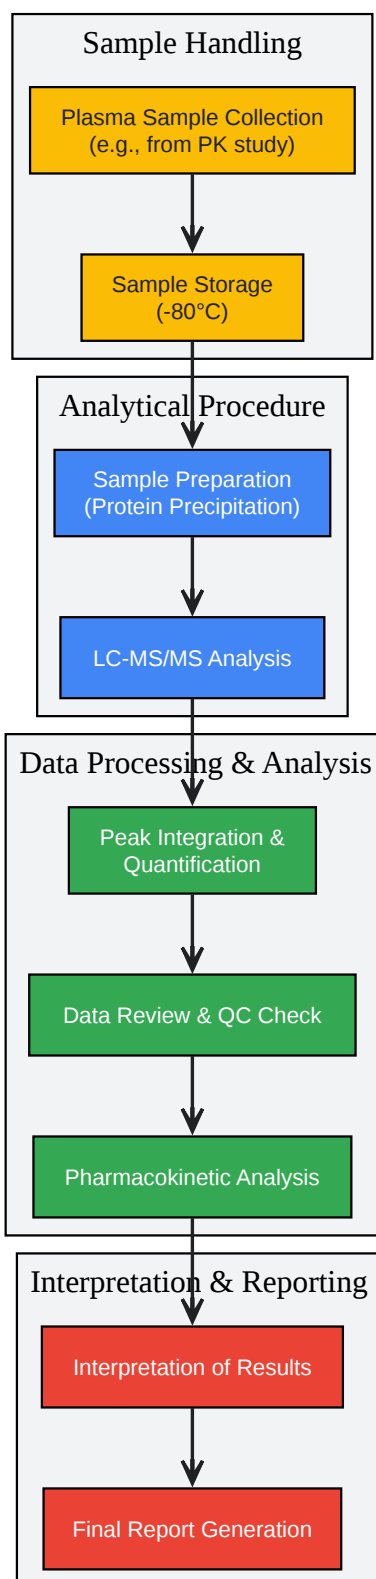 Sample Handling
Plasma Sample Collection
(e.g., from PK study)
Sample Storage
(-80°C)
Analytical Procedure
Sample Preparation
(Protein Precipitation)
LC-MS/MS Analysis
Data Processing & Analysis
Peak Integration &
Quantification
Data Review & QC Check
Pharmacokinetic Analysis
Interpretation & Reporting
Interpretation of Results
Final Report Generation